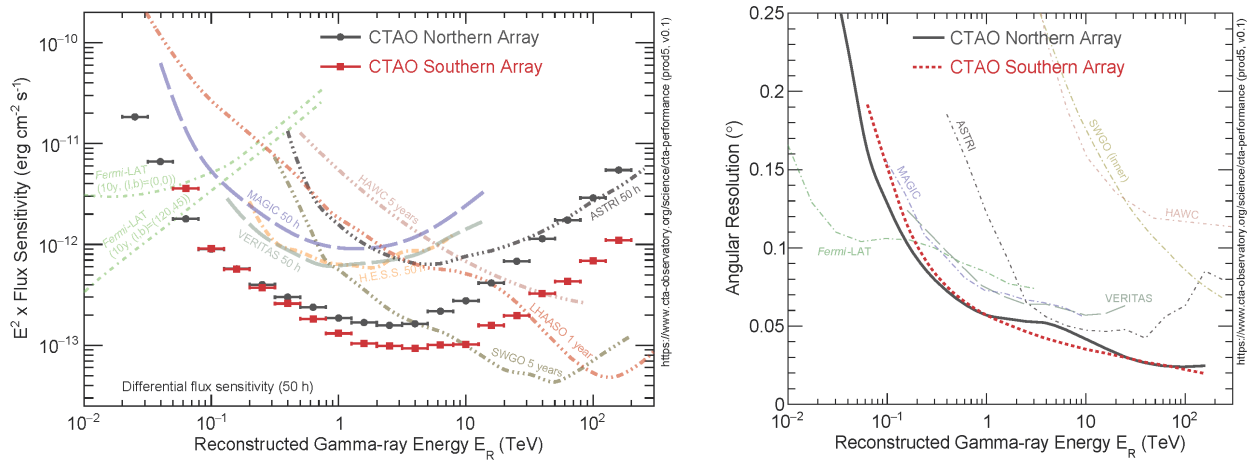 CTAO Northern Array
CTAO Southern Array
10⁻¹⁰
10⁻¹¹
10⁻¹²
10⁻¹³
E² x Flux Sensitivity (erg cm⁻² s⁻¹)
Fermi-LAT
(10y, (l,b)=(0,0))
Fermi-LAT
(10y, (l,b)=(120,45))
MAGIC 50 h
VERITAS 50 h
H.E.S.S. 50 h
HAWC 5 years
ASTRI 50 h
LHAASO 1 year
SWGO 5 years
Differential flux sensitivity (50 h)
10⁻² 10⁻¹ 1 10 10²
Reconstructed Gamma-ray Energy E_R (TeV)
https://www.cta-observatory.org/science/cta-performance (prod5, v0.1)
CTAO Northern Array
CTAO Southern Array
0.25
0.2
0.15
0.1
0.05
0
Angular Resolution (°)
ASTRI
SWGO (inner)
MAGIC
HAWC
Fermi-LAT
VERITAS
10⁻² 10⁻¹ 1 10 10²
Reconstructed Gamma-ray Energy E_R (TeV)
https://www.cta-observatory.org/science/cta-performance (prod5, v0.1)